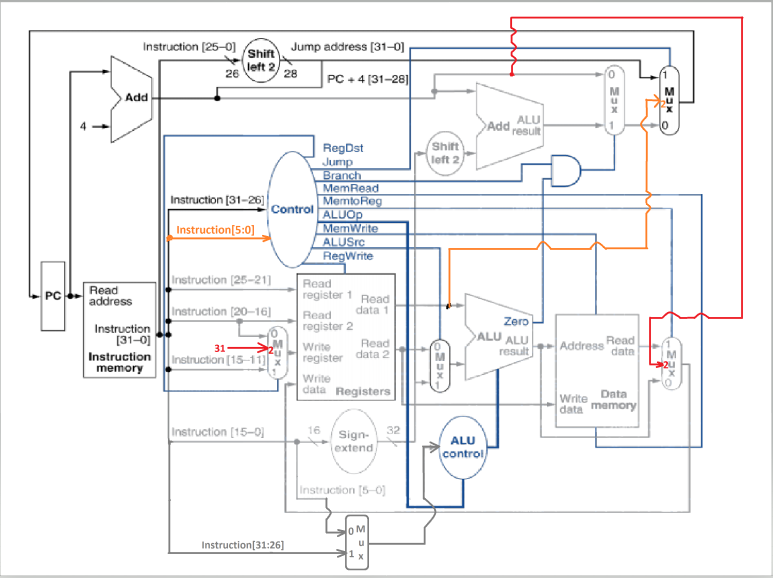 Instruction [25–0]
Shift
left 2
Jump address [31–0]
26
28
PC + 4 [31–28]
Add
4
0
M
u
x
1
1
M
u
x
2
0
Add
ALU
result
Shift
left 2
RegDst
Jump
Branch
MemRead
MemtoReg
ALUOp
MemWrite
ALUSrc
RegWrite
Control
Instruction [31–26]
Instruction[5:0]
PC
Read
address
Instruction
[31–0]
Instruction
memory
Instruction [25–21]
Instruction [20–16]
31
Instruction [15–11]
0
M
u
2
x
1
Read
register 1
Read
register 2
Write
register
Write
data
Read
data 1
Read
data 2
Registers
0
M
u
x
1
Zero
ALU
ALU
result
Address
Read
data
Write
data
Data
memory
1
M
u
2
x
0
Instruction [15–0]
16
Sign-
extend
32
ALU
control
Instruction [5–0]
Instruction[31:26]
0
1
M
u
x